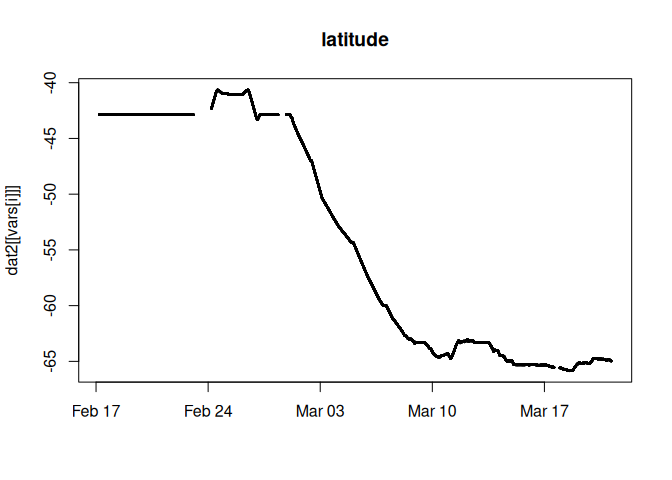 latitude
dat2[[vars[i]]]
-40
-45
-50
-55
-60
-65
Feb 17
Feb 24
Mar 03
Mar 10
Mar 17